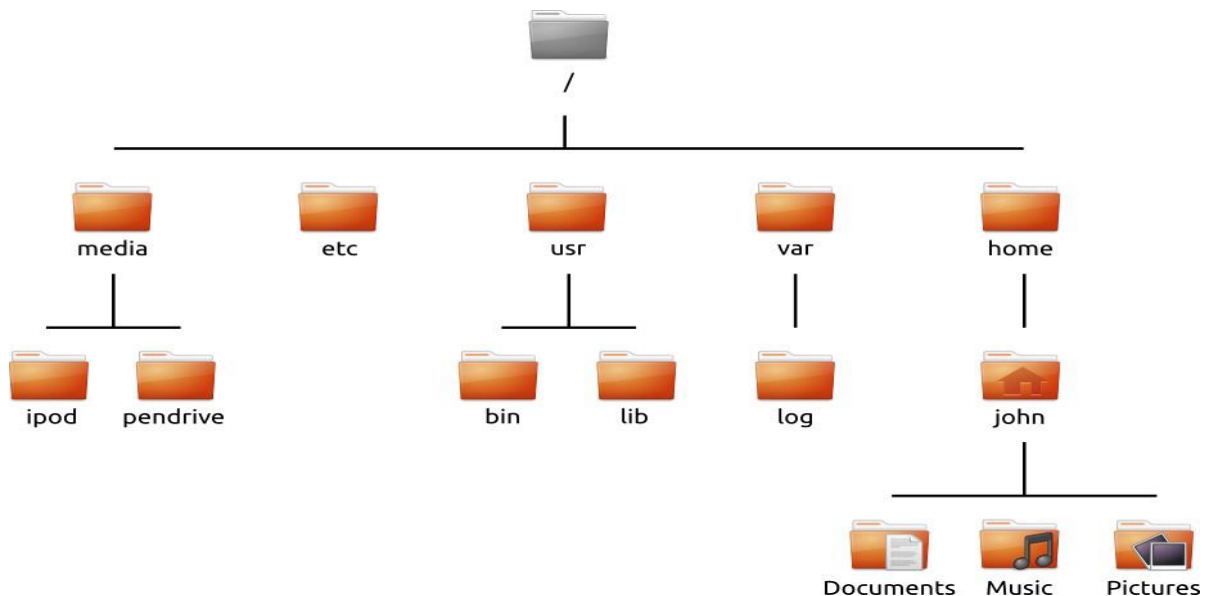 /
media etc usr var home
ipod pendrive bin lib log john
Documents Music Pictures